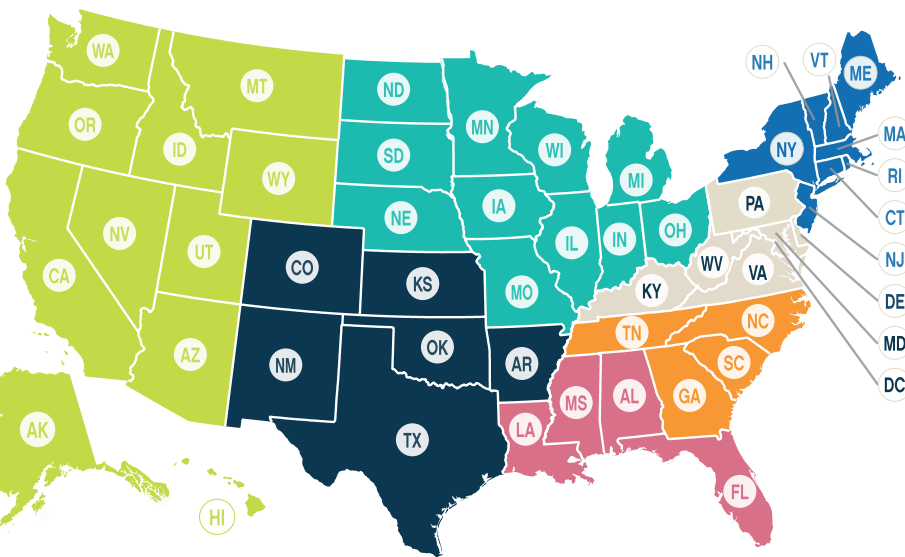 WA
MT
ND
MN
NH
VT
ME
OR
ID
SD
WI
MI
NY
MA
WY
NE
IA
RI
NV
UT
CO
KS
MO
IL
IN
OH
PA
WV
VA
KY
CT
NJ
DE
MD
DC
CA
AZ
NM
OK
AR
TN
NC
SC
GA
AL
MS
LA
TX
FL
AK
HI